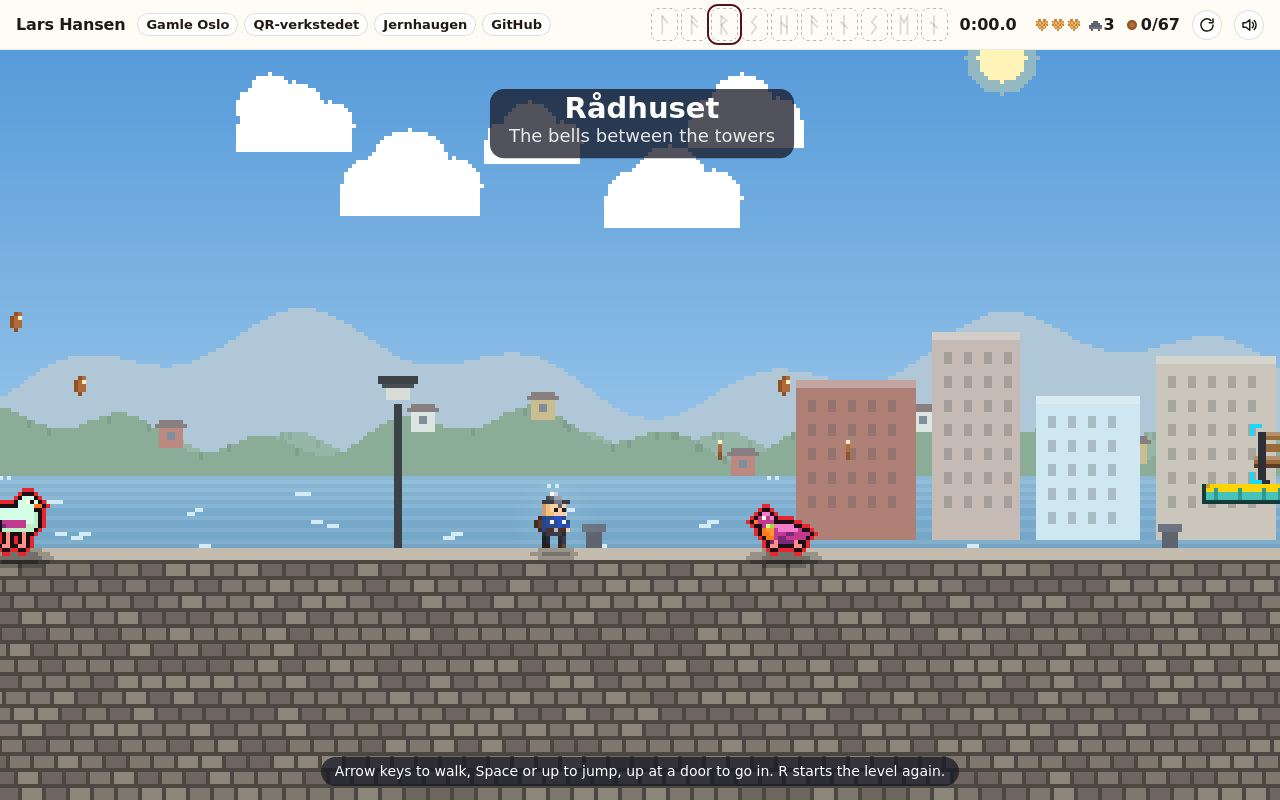 Lars Hansen
Gamle Oslo
QR-verkstedet
Jernhaugen
GitHub
ᛚ ᚨ ᚱ ᛊ ᚺ ᚨ ᚾ ᛊ ᛖ ᚾ
0:00.0
3
0/67
Rådhuset
The bells between the towers
Arrow keys to walk, Space or up to jump, up at a door to go in. R starts the level again.